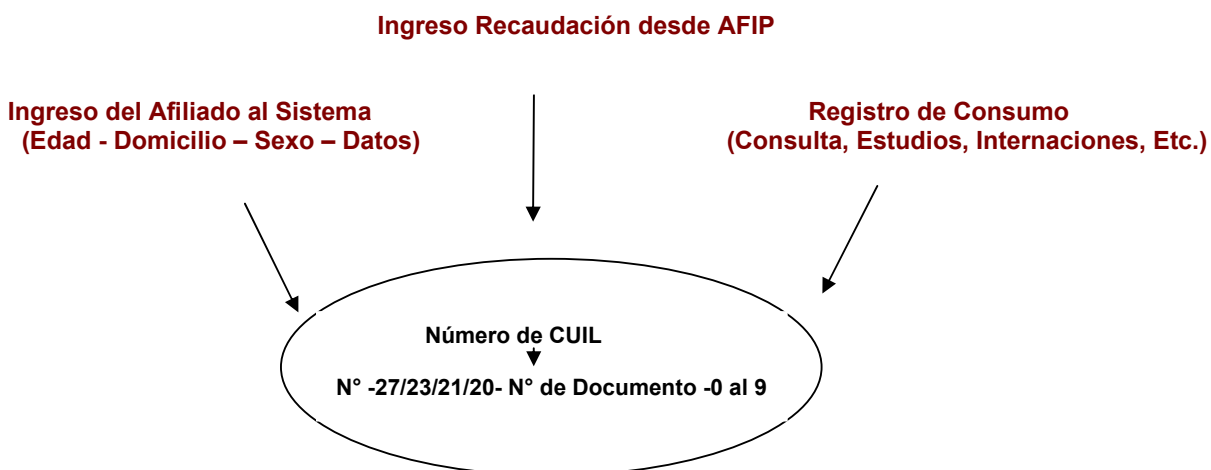 Ingreso Recaudación desde AFIP
Ingreso del Afiliado al Sistema
(Edad - Domicilio – Sexo – Datos)
Registro de Consumo
(Consulta, Estudios, Internaciones, Etc.)
Número de CUIL
N° -27/23/21/20- N° de Documento -0 al 9